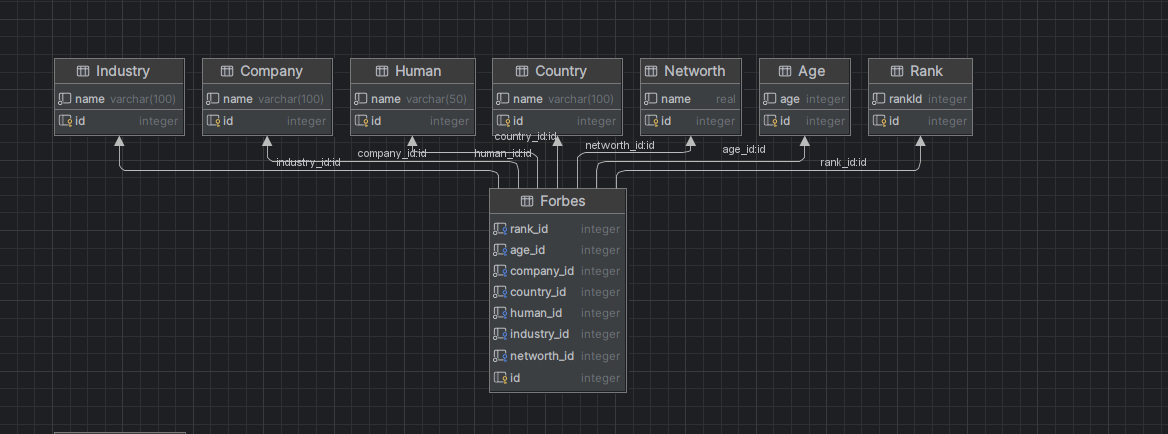 Industry
name varchar(100)
id integer
Company
name varchar(100)
id integer
Human
name varchar(50)
id integer
Country
name varchar(100)
id integer
Networth
name real
id integer
Age
age integer
id integer
Rank
rankId integer
id integer
industry_id:id
company_id:id
human_id:id
country_id:id
networth_id:id
age_id:id
rank_id:id
Forbes
rank_id integer
age_id integer
company_id integer
country_id integer
human_id integer
industry_id integer
networth_id integer
id integer